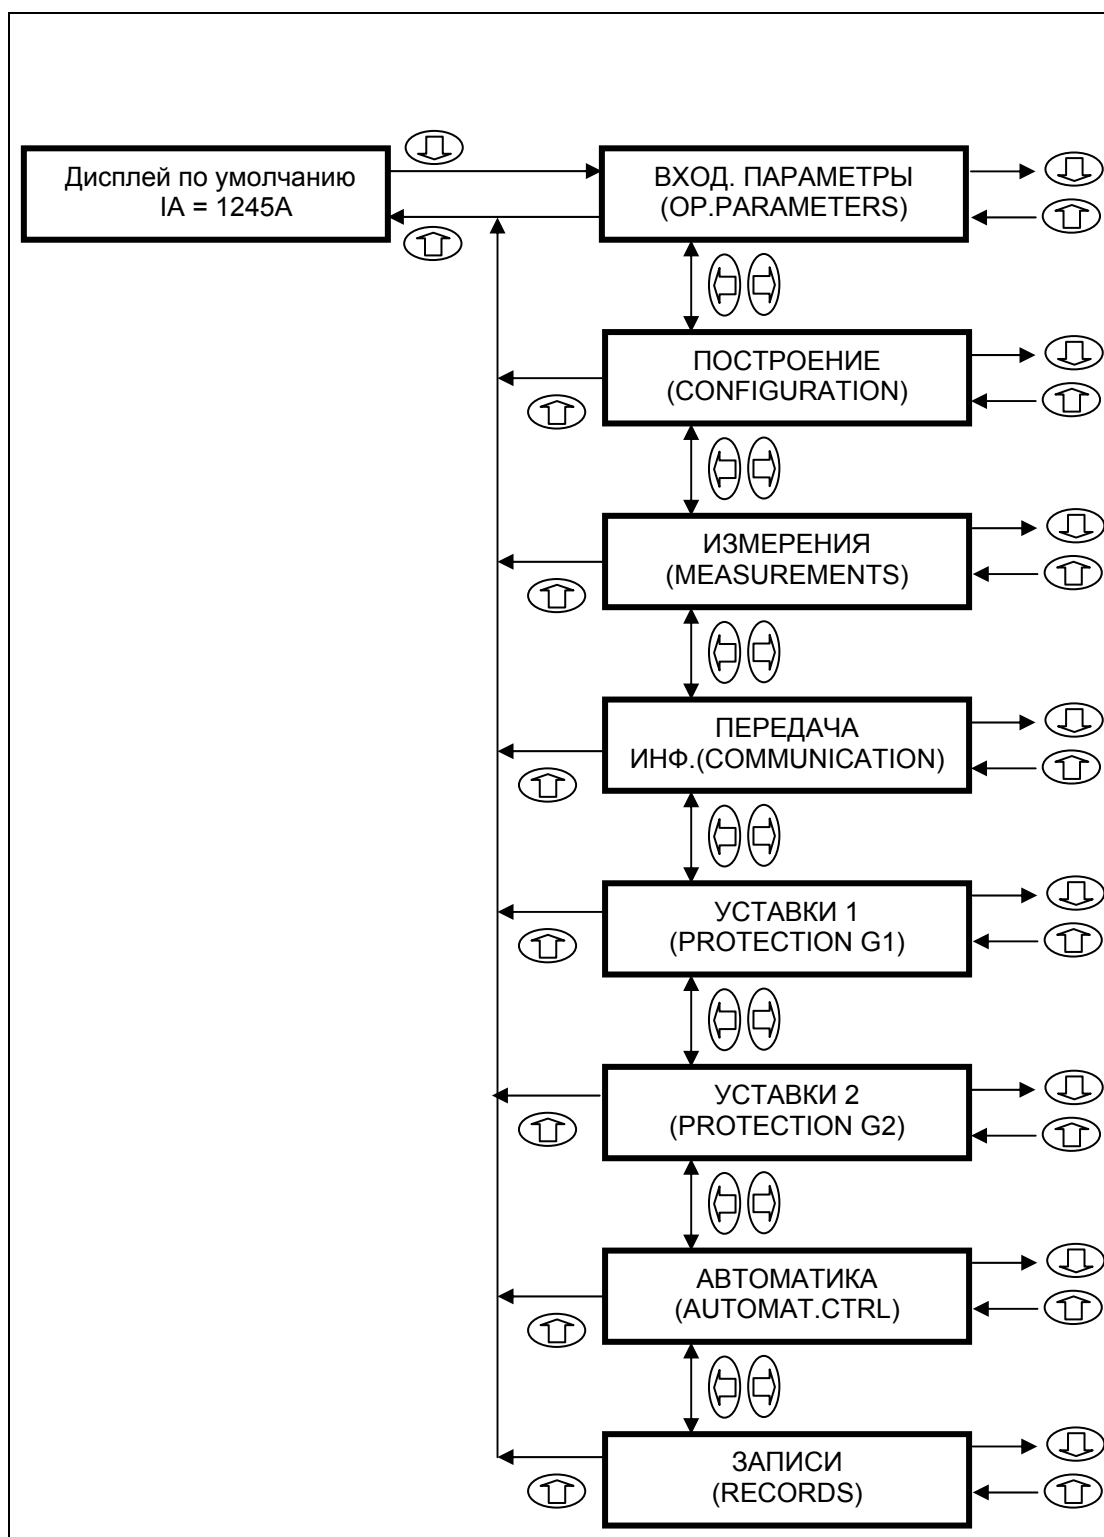 Дисплей по умолчанию
IA = 1245A
ВХОД. ПАРАМЕТРЫ
(OP.PARAMETERS)
ПОСТРОЕНИЕ
(CONFIGURATION)
ИЗМЕРЕНИЯ
(MEASUREMENTS)
ПЕРЕДАЧА
ИНФ.(COMMUNICATION)
УСТАВКИ 1
(PROTECTION G1)
УСТАВКИ 2
(PROTECTION G2)
АВТОМАТИКА
(AUTOMAT.CTRL)
ЗАПИСИ
(RECORDS)